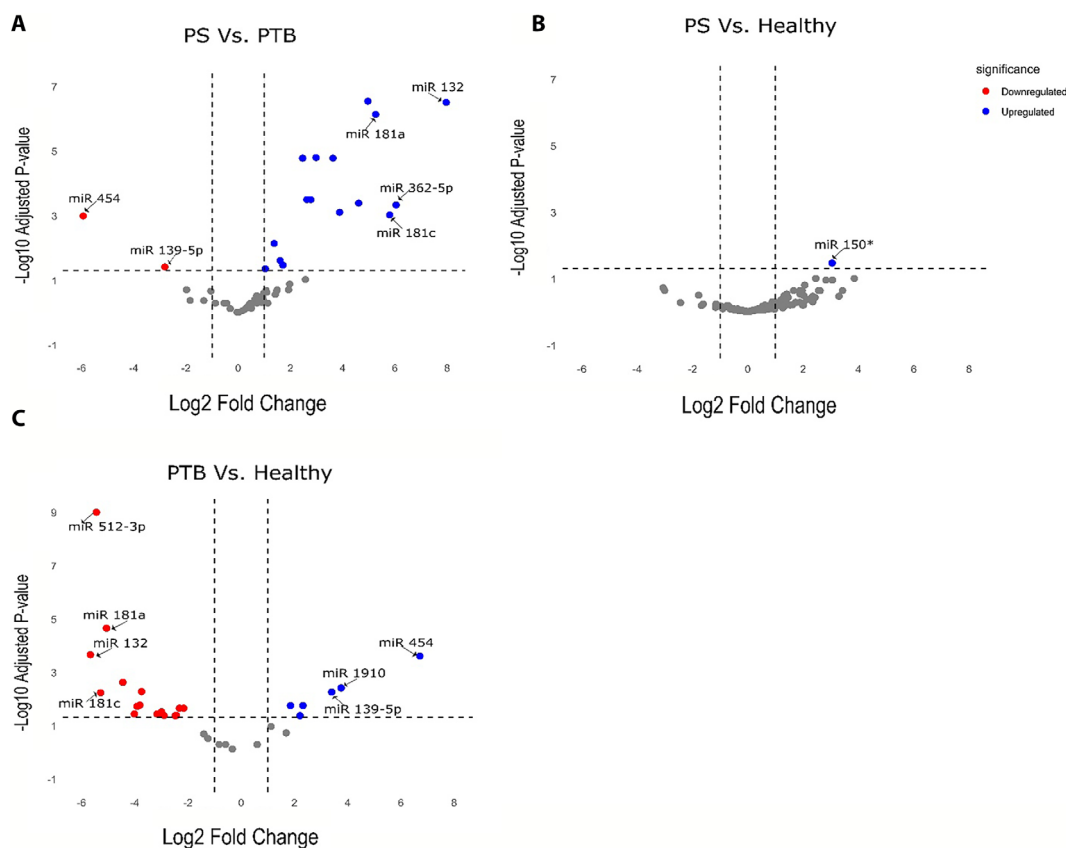 A
PS Vs. PTB
-Log10 Adjusted P-value
7
5
3
1
-1
miR 132
miR 181a
miR 362-5p
miR 181c
miR 454
miR 139-5p
-6 -4 -2 0 2 4 6 8
Log2 Fold Change
B
PS Vs. Healthy
-Log10 Adjusted P-value
7
5
3
1
-1
miR 150*
-6 -4 -2 0 2 4 6 8
Log2 Fold Change
significance
Downregulated
Upregulated
C
PTB Vs. Healthy
-Log10 Adjusted P-value
9
7
5
3
1
-1
miR 512-3p
miR 181a
miR 132
miR 181c
miR 454
miR 1910
miR 139-5p
-6 -4 -2 0 2 4 6 8
Log2 Fold Change